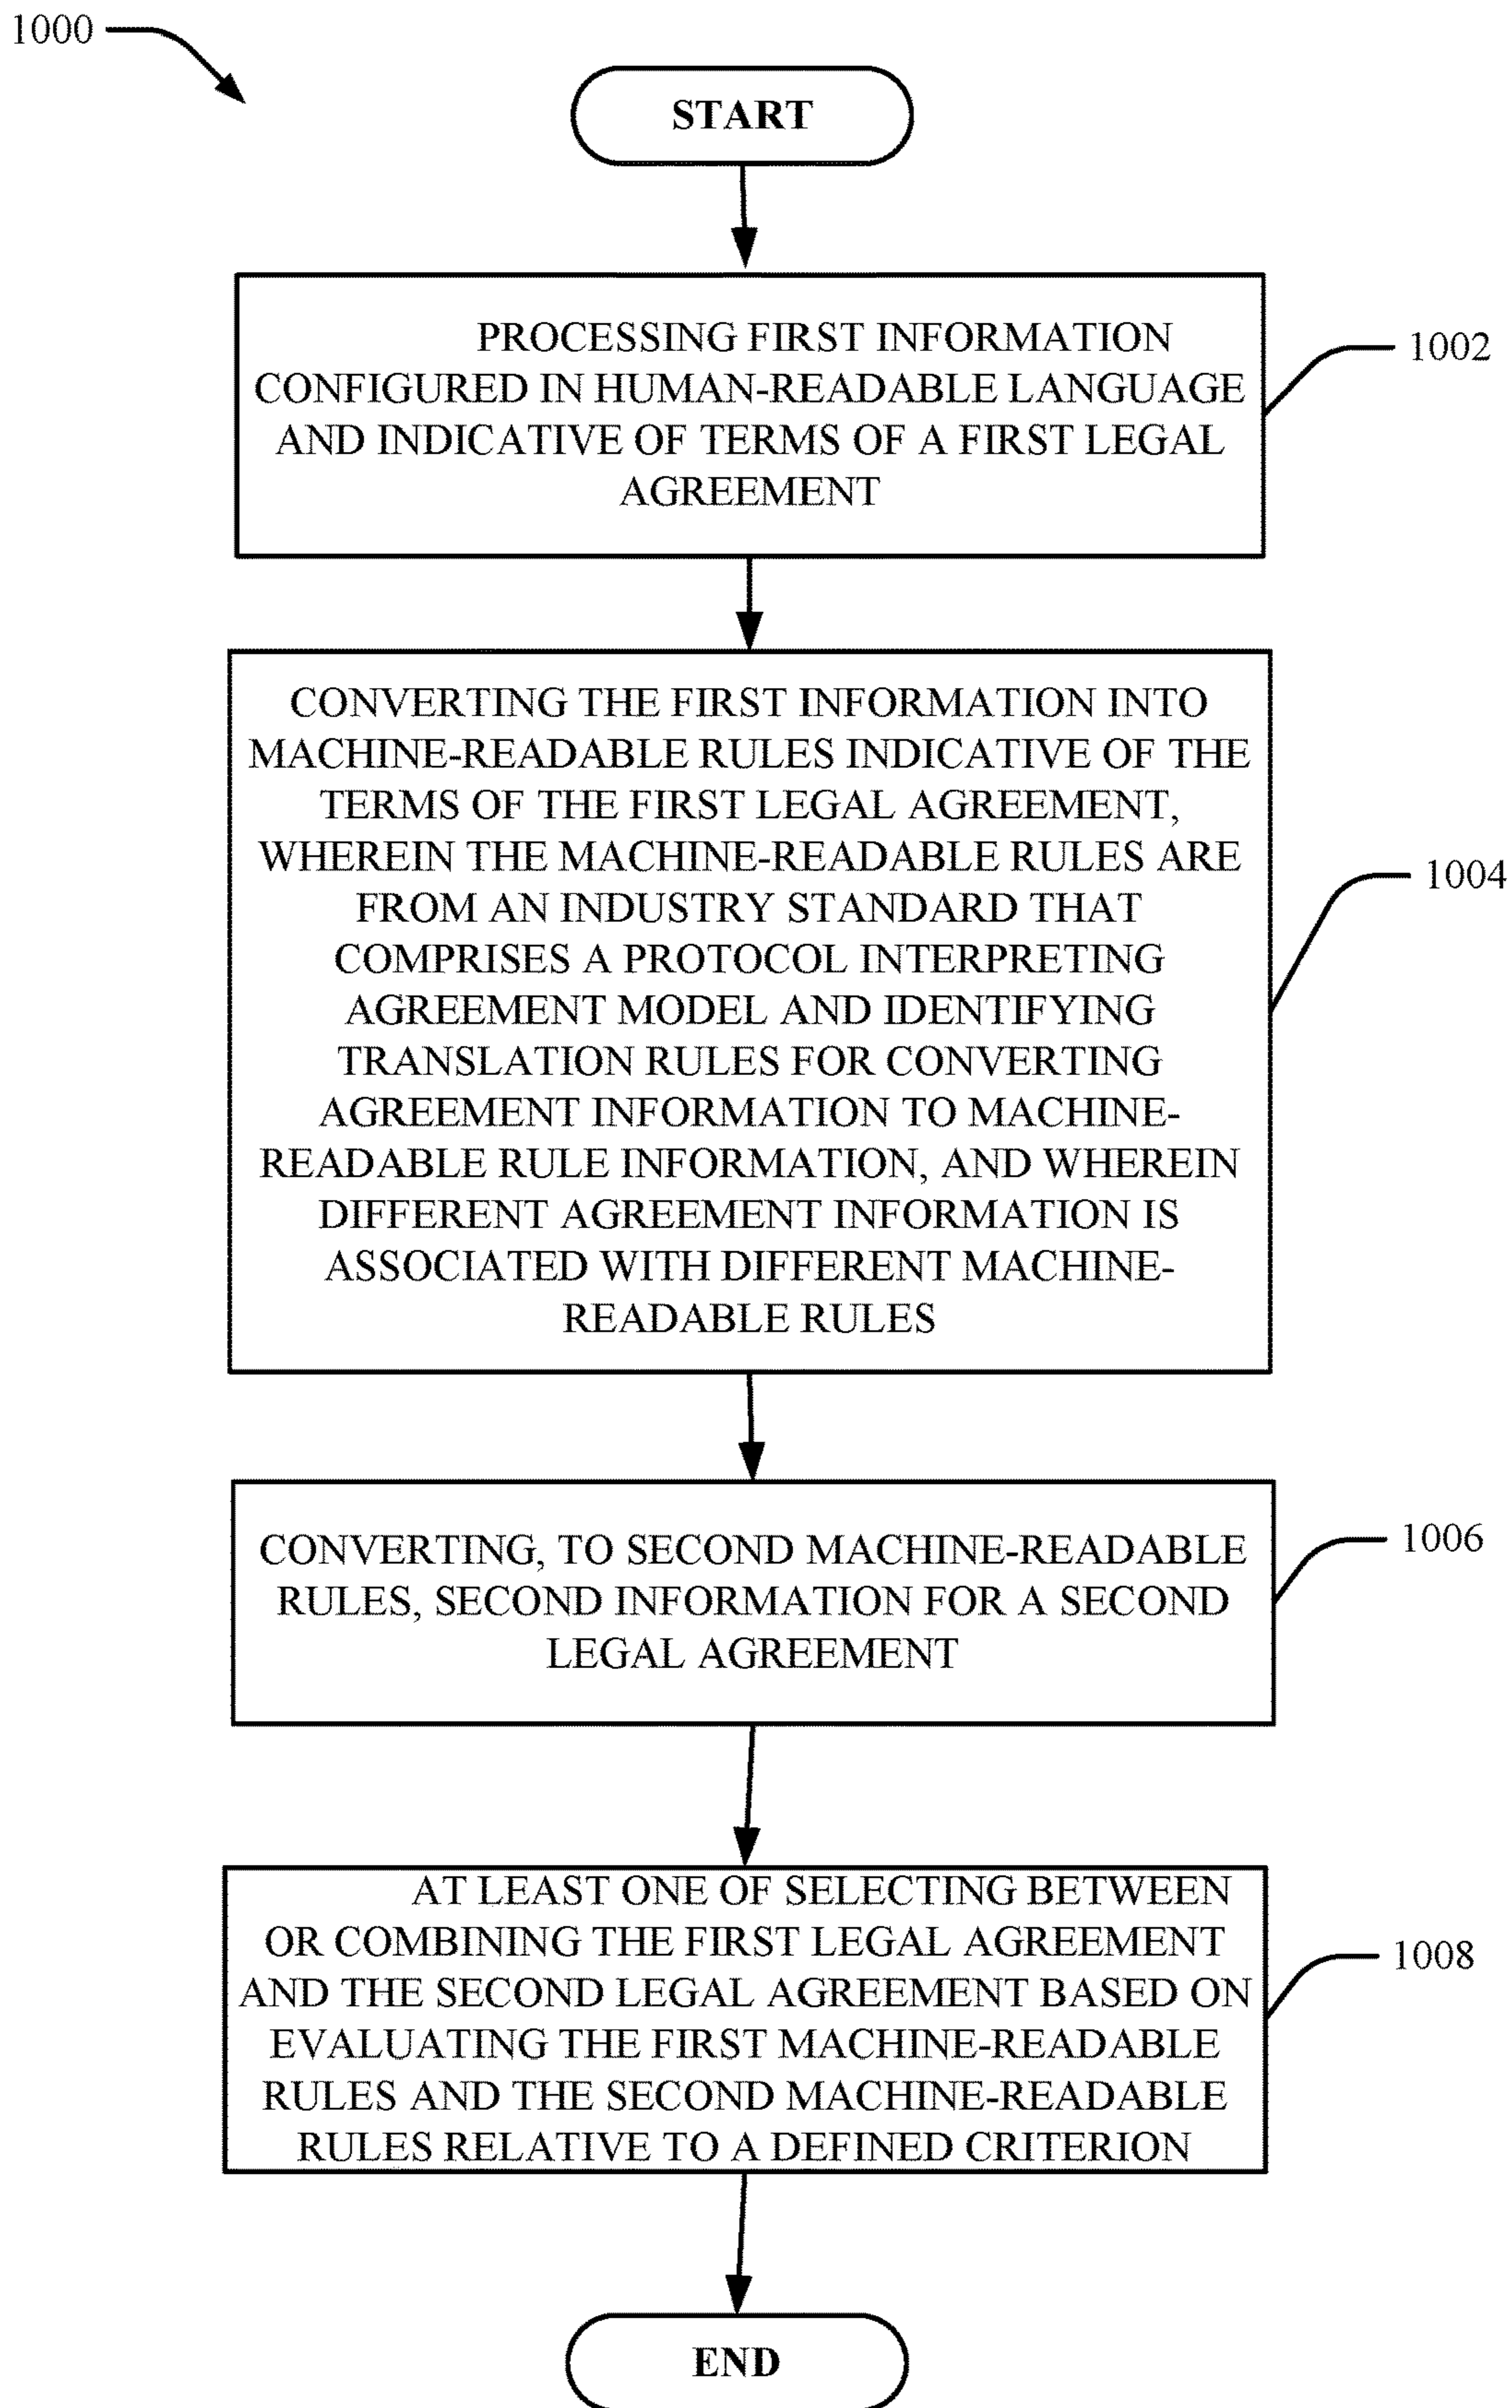 1000
START
PROCESSING FIRST INFORMATION
CONFIGURED IN HUMAN-READABLE LANGUAGE
AND INDICATIVE OF TERMS OF A FIRST LEGAL
AGREEMENT
1002
CONVERTING THE FIRST INFORMATION INTO
MACHINE-READABLE RULES INDICATIVE OF THE
TERMS OF THE FIRST LEGAL AGREEMENT,
WHEREIN THE MACHINE-READABLE RULES ARE
FROM AN INDUSTRY STANDARD THAT
COMPRISES A PROTOCOL INTERPRETING
AGREEMENT MODEL AND IDENTIFYING
TRANSLATION RULES FOR CONVERTING
AGREEMENT INFORMATION TO MACHINE-
READABLE RULE INFORMATION, AND WHEREIN
DIFFERENT AGREEMENT INFORMATION IS
ASSOCIATED WITH DIFFERENT MACHINE-
READABLE RULES
1004
CONVERTING, TO SECOND MACHINE-READABLE
RULES, SECOND INFORMATION FOR A SECOND
LEGAL AGREEMENT
1006
AT LEAST ONE OF SELECTING BETWEEN
OR COMBINING THE FIRST LEGAL AGREEMENT
AND THE SECOND LEGAL AGREEMENT BASED ON
EVALUATING THE FIRST MACHINE-READABLE
RULES AND THE SECOND MACHINE-READABLE
RULES RELATIVE TO A DEFINED CRITERION
1008
END